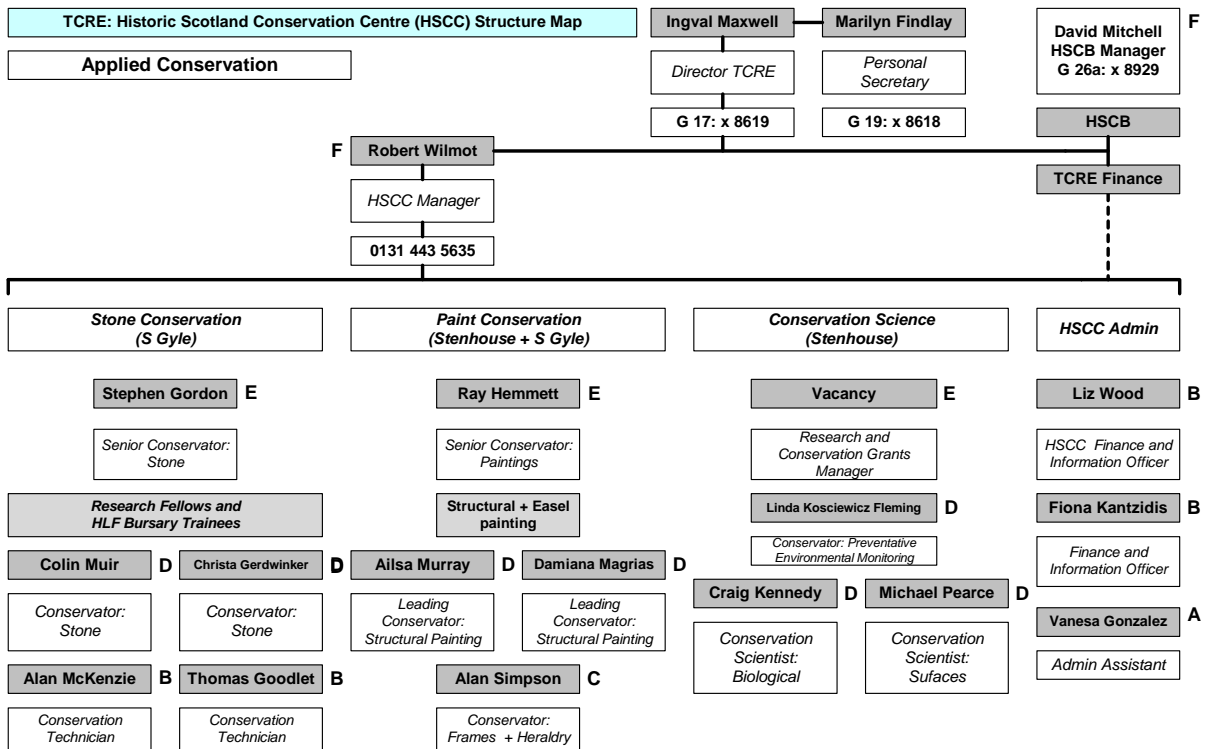 TCRE: Historic Scotland Conservation Centre (HSCC) Structure Map
Applied Conservation
Ingval Maxwell
Director TCRE
G 17: x 8619
Marilyn Findlay
Personal
Secretary
G 19: x 8618
David Mitchell
HSCB Manager
G 26a: x 8929
F
HSCB
TCRE Finance
F
Robert Wilmot
HSCC Manager
0131 443 5635
Stone Conservation
(S Gyle)
Stephen Gordon
E
Senior Conservator:
Stone
Research Fellows and
HLF Bursary Trainees
Colin Muir
D
Conservator:
Stone
Christa Gerdwinker
D
Conservator:
Stone
Alan McKenzie
B
Conservation
Technician
Thomas Goodlet
B
Conservation
Technician
Paint Conservation
(Stenhouse + S Gyle)
Ray Hemmett
E
Senior Conservator:
Paintings
Structural + Easel
painting
Ailsa Murray
D
Leading
Conservator:
Structural Painting
Damiana Magrias
D
Leading
Conservator:
Structural Painting
Alan Simpson
C
Conservator:
Frames + Heraldry
Conservation Science
(Stenhouse)
Vacancy
E
Research and
Conservation Grants
Manager
Linda Kosciewicz Fleming
D
Conservator: Preventative
Environmental Monitoring
Craig Kennedy
D
Conservation
Scientist:
Biological
Michael Pearce
D
Conservation
Scientist:
Sufaces
HSCC Admin
Liz Wood
B
HSCC Finance and
Information Officer
Fiona Kantzidis
B
Finance and
Information Officer
Vanesa Gonzalez
A
Admin Assistant